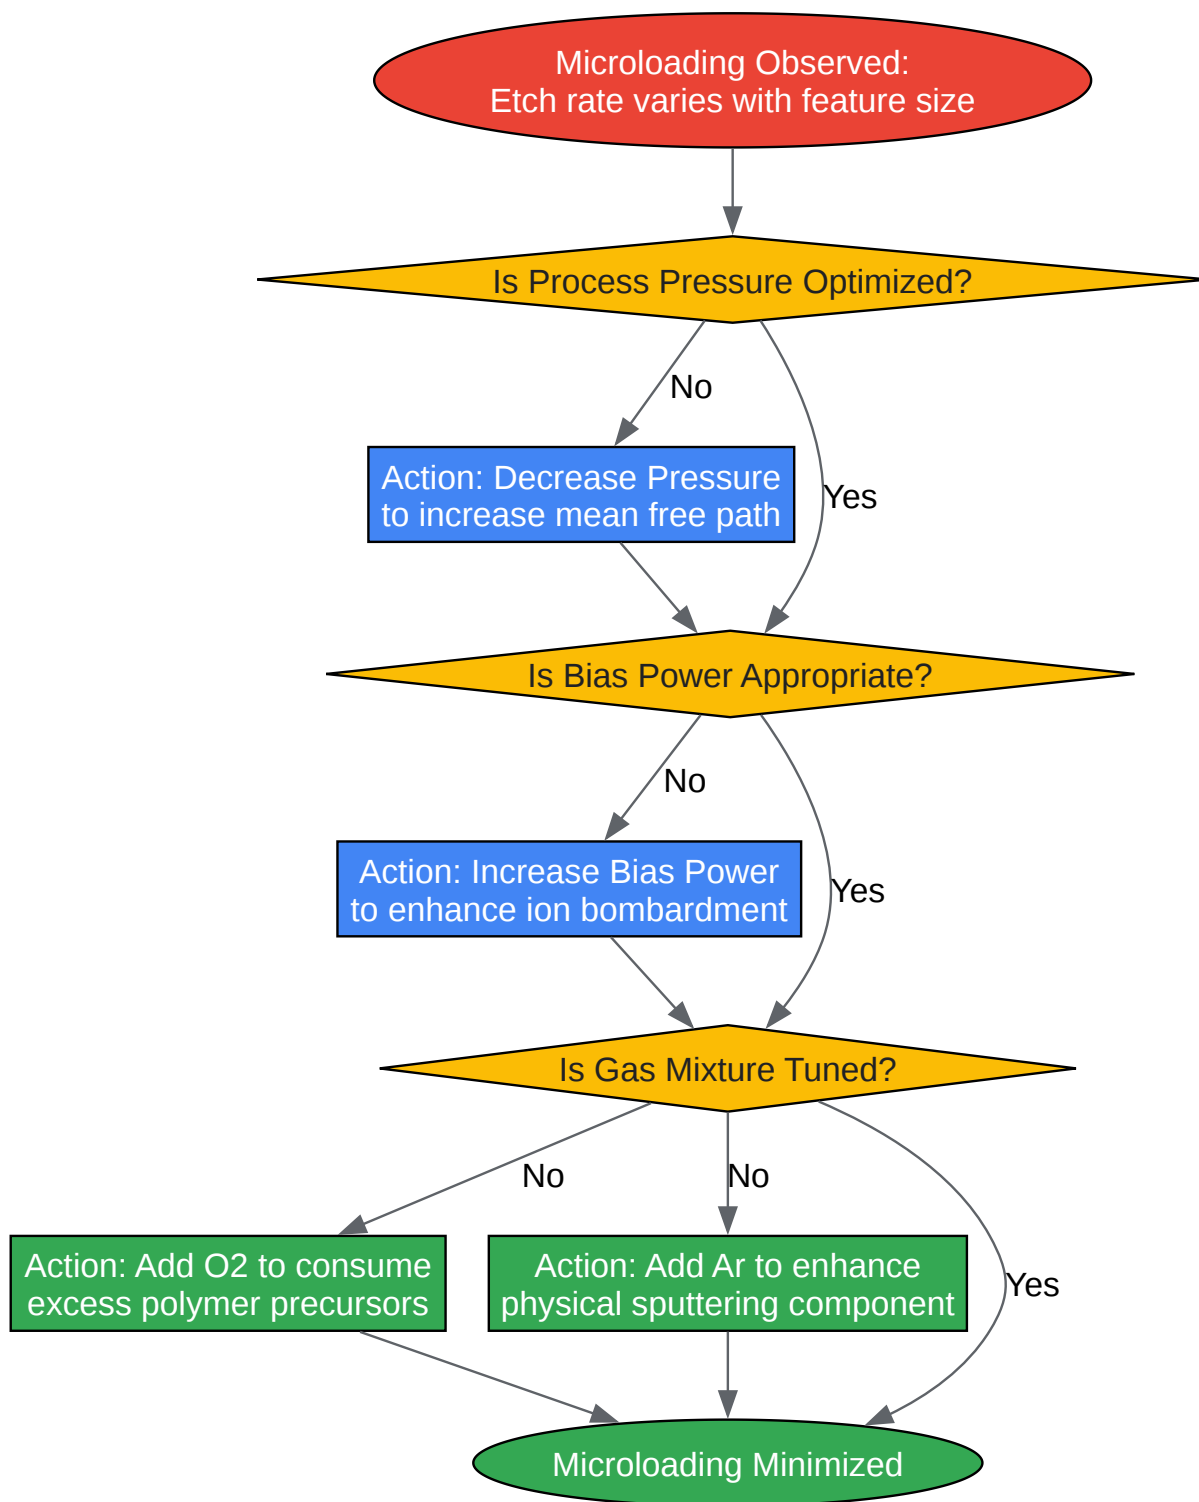 Microloading Observed:
Etch rate varies with feature size
Is Process Pressure Optimized?
No
Action: Decrease Pressure
to increase mean free path
Yes
Is Bias Power Appropriate?
No
Action: Increase Bias Power
to enhance ion bombardment
Yes
Is Gas Mixture Tuned?
No
No
Action: Add O2 to consume
excess polymer precursors
Action: Add Ar to enhance
physical sputtering component
Yes
Microloading Minimized